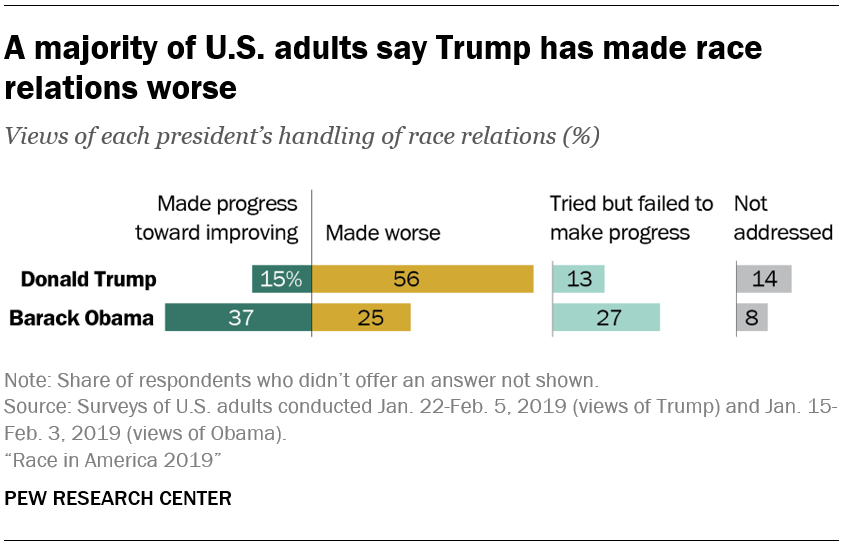 A majority of U.S. adults say Trump has made race
relations worse
Views of each president’s handling of race relations (%)
Made progress
toward improving
Made worse
Tried but failed to
make progress
Not
addressed
Donald Trump 15% 56 13 14
Barack Obama 37 25 27 8
Note: Share of respondents who didn’t offer an answer not shown.
Source: Surveys of U.S. adults conducted Jan. 22-Feb. 5, 2019 (views of Trump) and Jan. 15-
Feb. 3, 2019 (views of Obama).
“Race in America 2019”
PEW RESEARCH CENTER